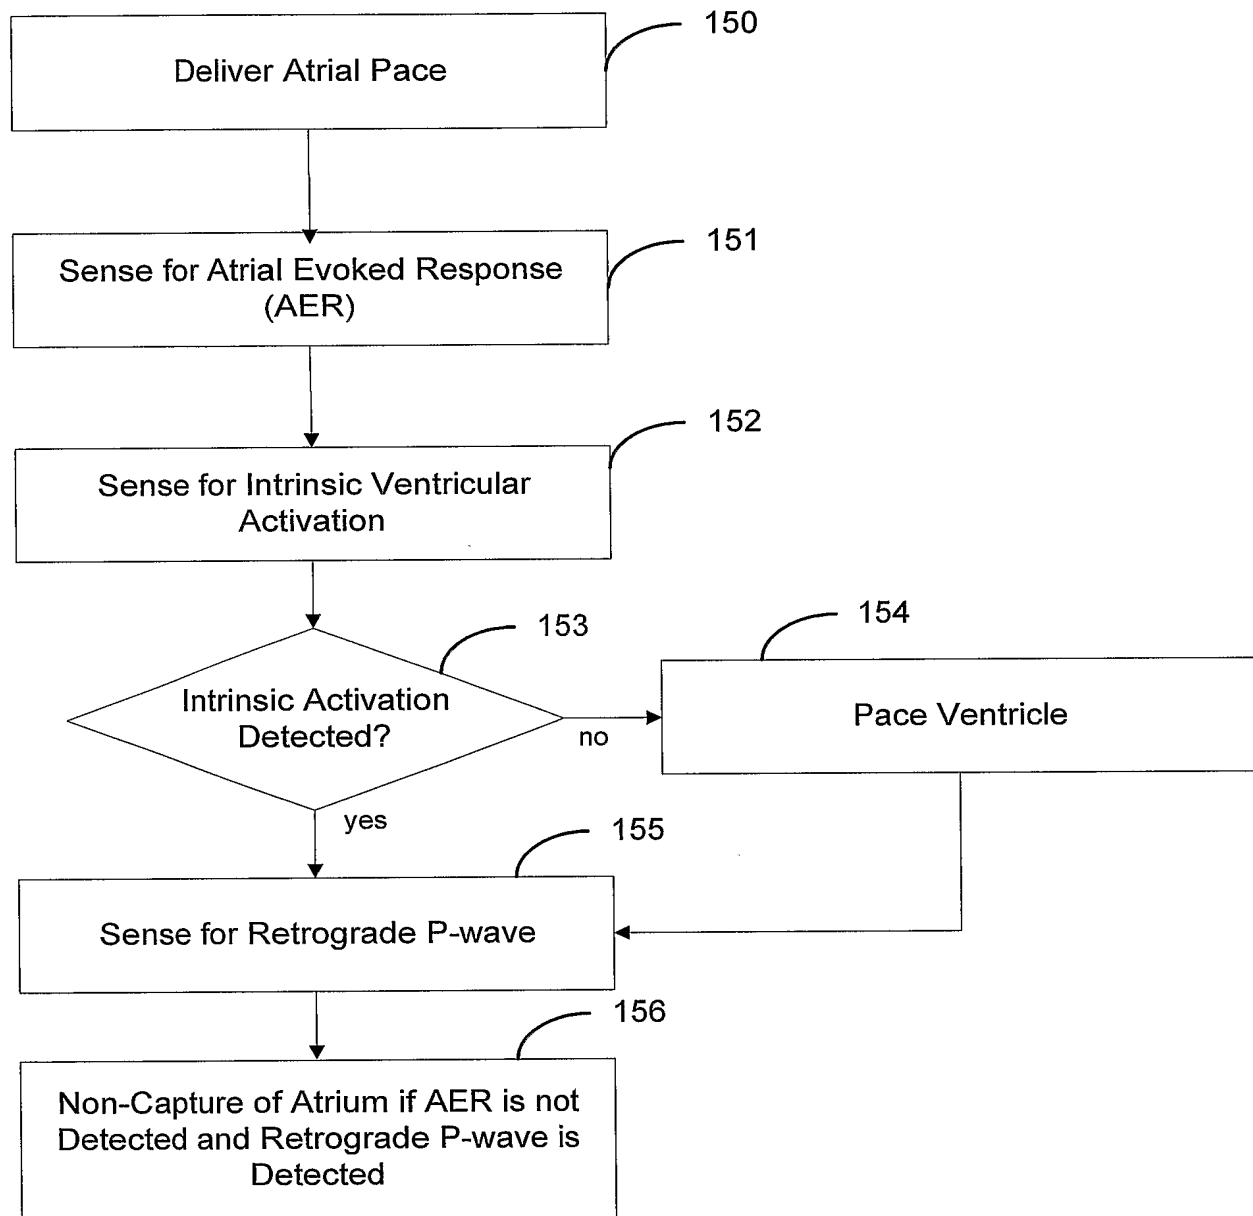 150
Deliver Atrial Pace
151
Sense for Atrial Evoked Response
(AER)
152
Sense for Intrinsic Ventricular
Activation
153
154
Intrinsic Activation
Detected?
no
Pace Ventricle
yes
155
Sense for Retrograde P-wave
156
Non-Capture of Atrium if AER is not
Detected and Retrograde P-wave is
Detected